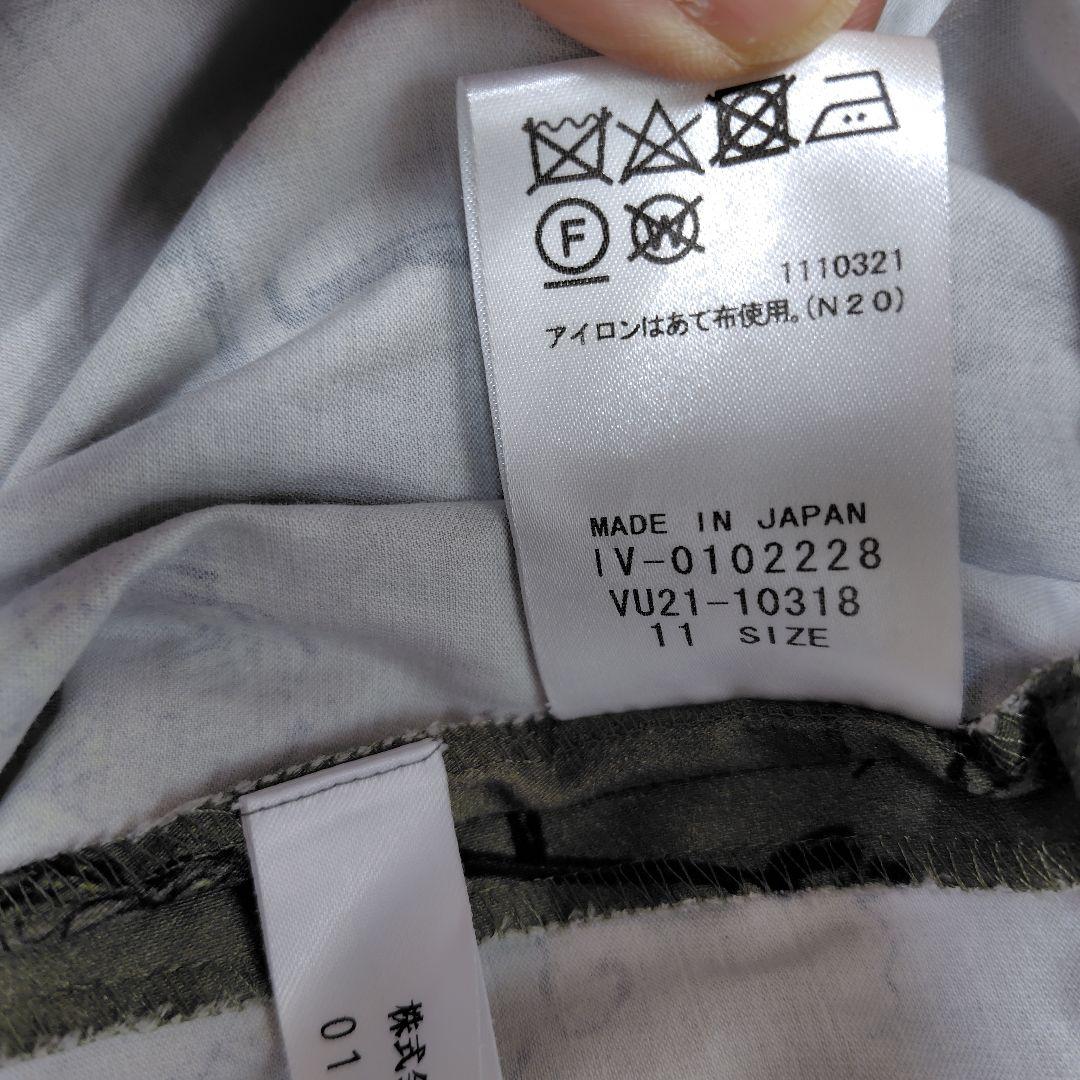 F
W
1110321
アイロンはあて布使用。(N20)
MADE IN JAPAN
IV-0102228
VU21-10318
11 SIZE
株式
01